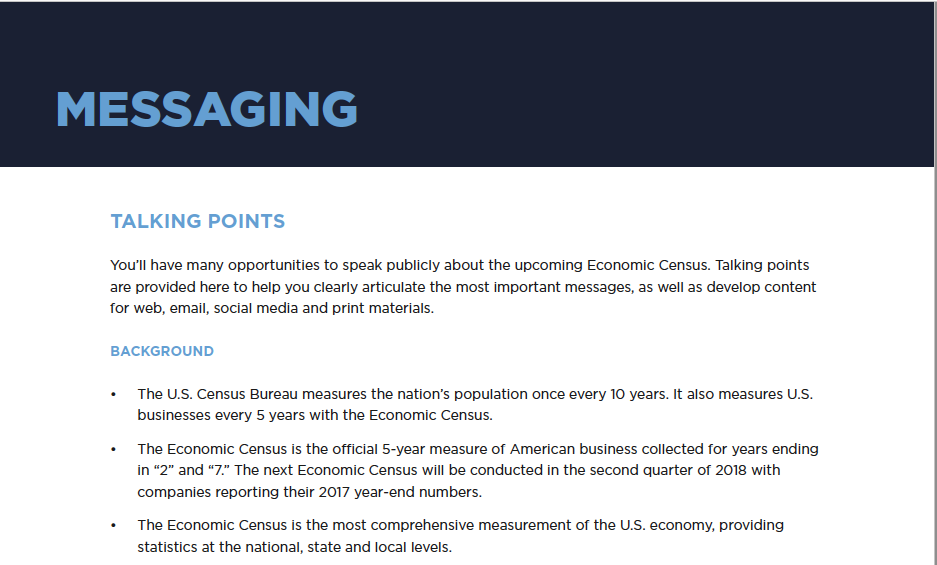 MESSAGING
TALKING POINTS
You’ll have many opportunities to speak publicly about the upcoming Economic Census. Talking points
are provided here to help you clearly articulate the most important messages, as well as develop content
for web, email, social media and print materials.
BACKGROUND
• The U.S. Census Bureau measures the nation’s population once every 10 years. It also measures U.S.
businesses every 5 years with the Economic Census.
• The Economic Census is the official 5-year measure of American business collected for years ending
in “2” and “7.” The next Economic Census will be conducted in the second quarter of 2018 with
companies reporting their 2017 year-end numbers.
• The Economic Census is the most comprehensive measurement of the U.S. economy, providing
statistics at the national, state and local levels.